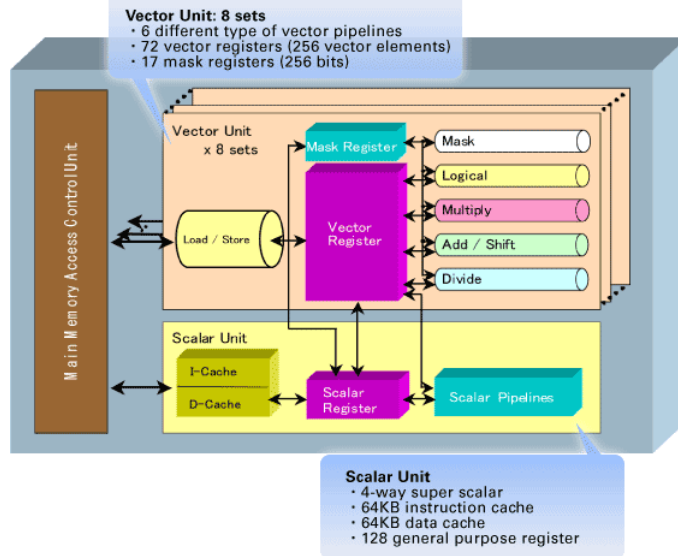 Vector Unit: 8 sets
・6 different type of vector pipelines
・72 vector registers (256 vector elements)
・17 mask registers (256 bits)
Main Memory Access Control Unit
Vector Unit
x 8 sets
Mask Register
Mask
Logical
Load / Store
Vector
Register
Multiply
Add / Shift
Divide
Scalar Unit
I-Cache
D-Cache
Scalar
Register
Scalar Pipelines
Scalar Unit
・4-way super scalar
・64KB instruction cache
・64KB data cache
・128 general purpose register